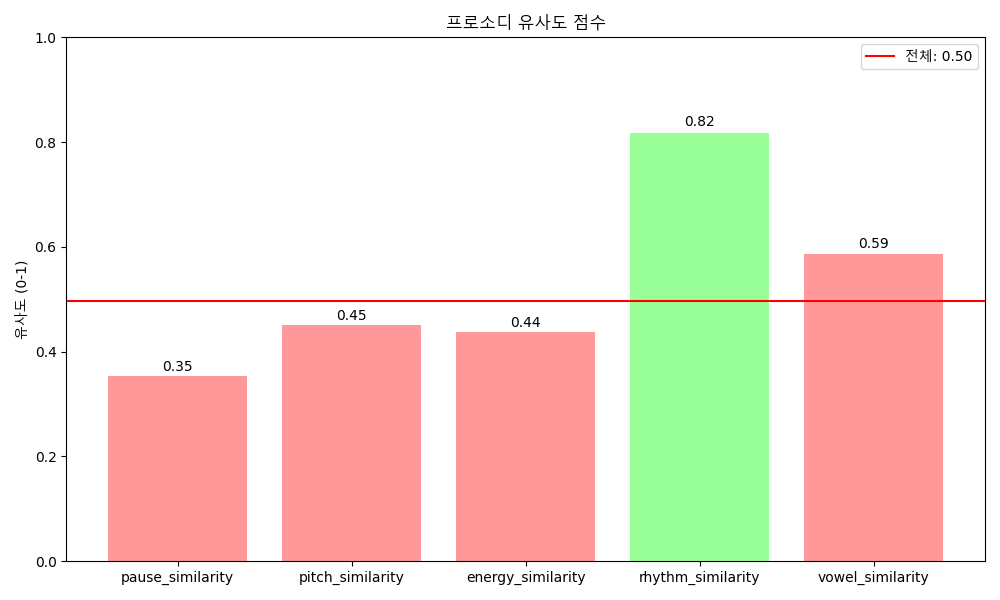 프로소디 유사도 점수
전체: 0.50
유사도 (0-1)
1.0
0.8
0.6
0.4
0.2
0.0
0.35
0.45
0.44
0.82
0.59
pause_similarity
pitch_similarity
energy_similarity
rhythm_similarity
vowel_similarity